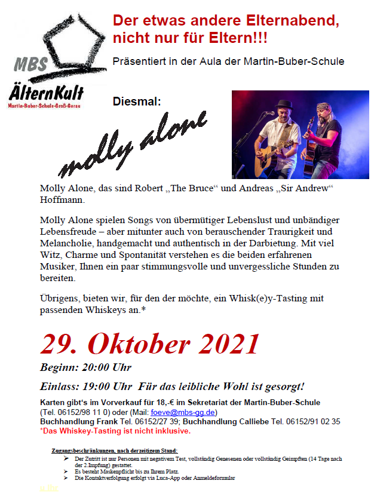 Der etwas andere Elternabend,
nicht nur für Eltern!!!
MBS
Präsentiert in der Aula der Martin-Buber-Schule
ÄlternKult
Martin-Buber-Schule-Groß-Gerau
Diesmal:
molly alone
Molly Alone, das sind Robert „The Bruce“ und Andreas „Sir Andrew“
Hoffmann.
Molly Alone spielen Songs von übermütiger Lebenslust und unbändiger
Lebensfreude – aber mitunter auch von berauschender Traurigkeit und
Melancholie, handgemacht und authentisch in der Darbietung. Mit viel
Witz, Charme und Spontanität verstehen es die beiden erfahrenen
Musiker, Ihnen ein paar stimmungsvolle und unvergessliche Stunden zu
bereiten.
Übrigens, bieten wir, für den der möchte, ein Whisk(e)y-Tasting mit
passenden Whiskeys an.*
29. Oktober 2021
Beginn: 20:00 Uhr
Einlass: 19:00 Uhr Für das leibliche Wohl ist gesorgt!
Karten gibt's im Vorverkauf für 18,-€ im Sekretariat der Martin-Buber-Schule
(Tel. 06152/98 11 0) oder (Mail: foeve@mbs-gg.de)
Buchhandlung Frank Tel. 06152/27 39; Buchhandlung Calliebe Tel. 06152/91 02 35
*Das Whiskey-Tasting ist nicht inklusive.
Zugangsbeschränkungen, nach derzeitigem Stand:
➢ Der Zutritt ist nur Personen mit negativem Test, vollständig Genesenen oder vollständig Geimpften (14 Tage nach
der 2.Impfung) gestattet.
➢ Es besteht Maskenpflicht bis zu Ihrem Platz.
➢ Die Kontaktverfolgung erfolgt via Luca-App oder Anmeldeformular